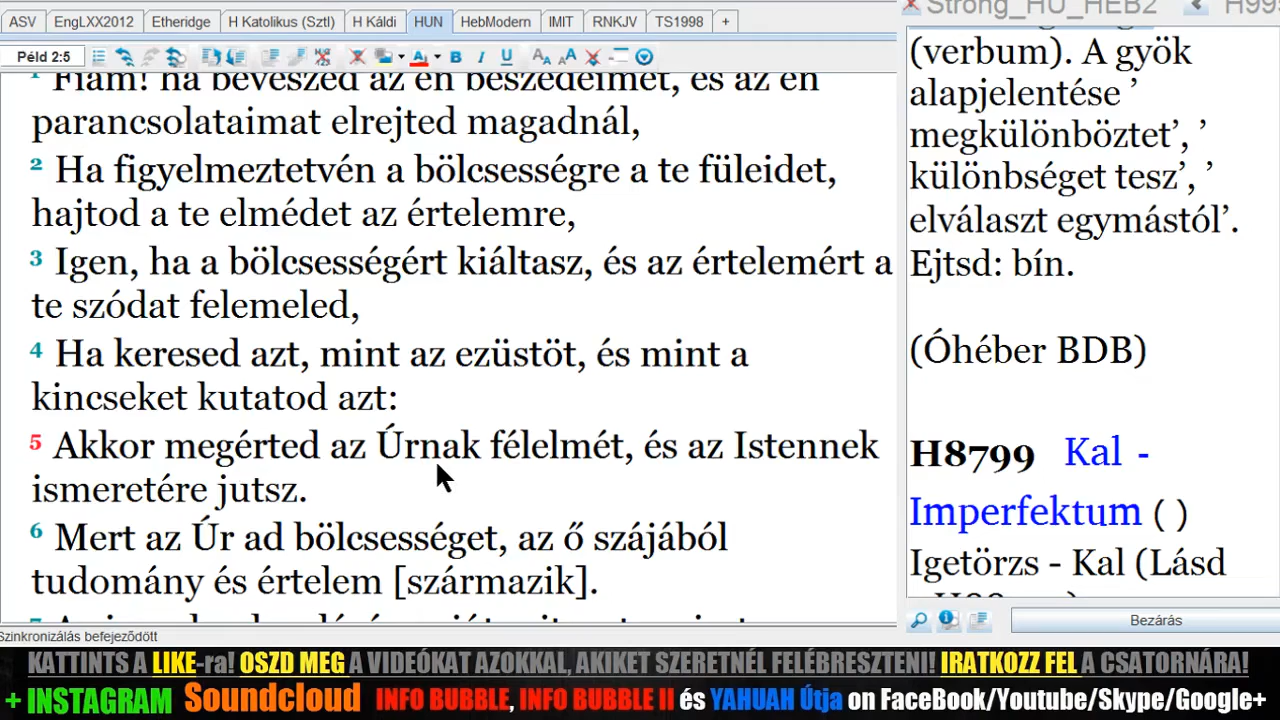 ASV EngLXX2012 Etheridge H Katolikus (Sztl) H Káldi HUN HebModern IMIT RNKJV TS1998 +
Péld 2:5
1 Fiam! ha beveszed az én beszédeimet, és az én
parancsolataimat elrejted magadnál,
2 Ha figyelmeztetvén a bölcsességre a te füleidet,
hajtod a te elmédet az értelemre,
3 Igen, ha a bölcsességért kiáltasz, és az értelemért a
te szódat felemeled,
4 Ha keresed azt, mint az ezüstöt, és mint a
kincseket kutatod azt:
5 Akkor megérted az Úrnak félelmét, és az Istennek
ismeretére jutsz.
6 Mert az Úr ad bölcsességet, az ő szájából
tudomány és értelem [származik].
Szinkronizálás befejeződött
Strong_HU_HEB2
(verbum). A gyök
alapjelentése ’
megkülönböztet’, ’
különbséget tesz’, ’
elválaszt egymástól’.
Ejtsd: bín.
(Óhéber BDB)
H8799 Kal -
Imperfektum ( )
Igetörzs - Kal (Lásd
Bezárás
KATTINTS A LIKE-ra! OSZD MEG A VIDEÓKAT AZOKKAL, AKIKET SZERETNÉL FELÉBRESZTENI! IRATKOZZ FEL A CSATORNÁRA!
+ INSTAGRAM Soundcloud INFO BUBBLE, INFO BUBBLE II és YAHUAH Útja on FaceBook/Youtube/Skype/Google+